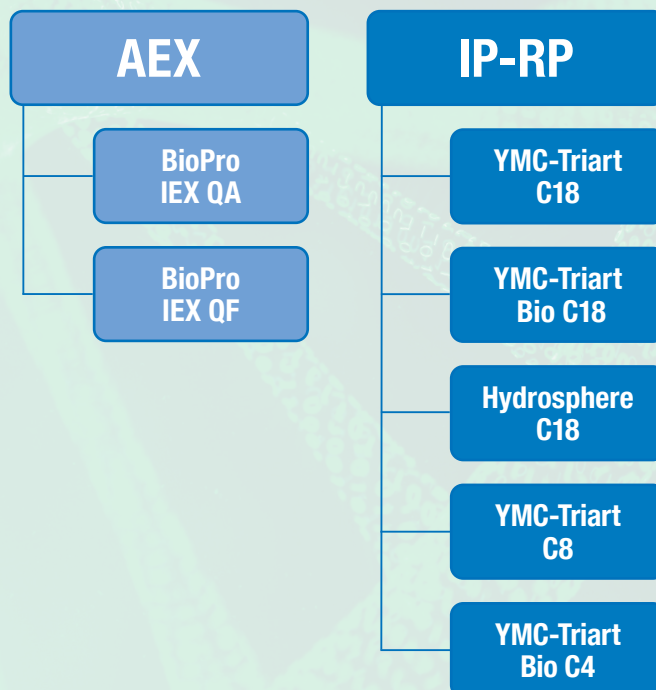 AEX
BioPro
IEX QA
BioPro
IEX QF
IP-RP
YMC-Triart
C18
YMC-Triart
Bio C18
Hydrosphere
C18
YMC-Triart
C8
YMC-Triart
Bio C4